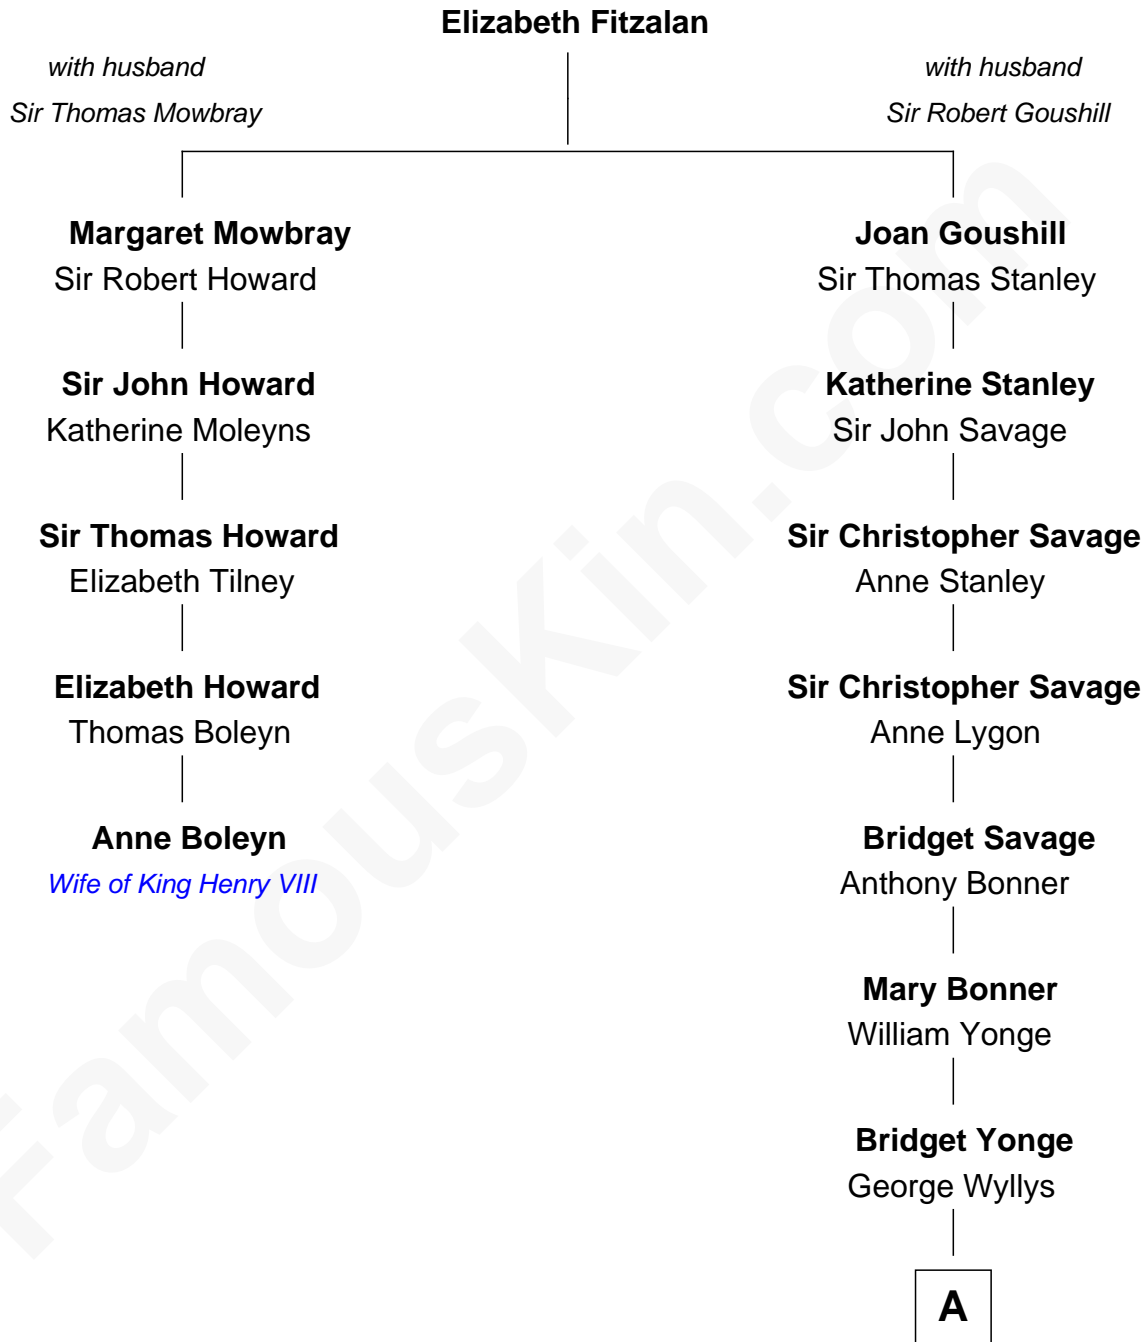 Elizabeth Fitzalan
with husband
Sir Thomas Mowbray
with husband
Sir Robert Goushill
Margaret Mowbray
Sir Robert Howard
Joan Goushill
Sir Thomas Stanley
Sir John Howard
Katherine Moleyns
Katherine Stanley
Sir John Savage
Sir Thomas Howard
Elizabeth Tilney
Sir Christopher Savage
Anne Stanley
Elizabeth Howard
Thomas Boleyn
Sir Christopher Savage
Anne Lygon
Anne Boleyn
Wife of King Henry VIII
Bridget Savage
Anthony Bonner
Mary Bonner
William Yonge
Bridget Yonge
George Wyllys
A
FamousKin.com